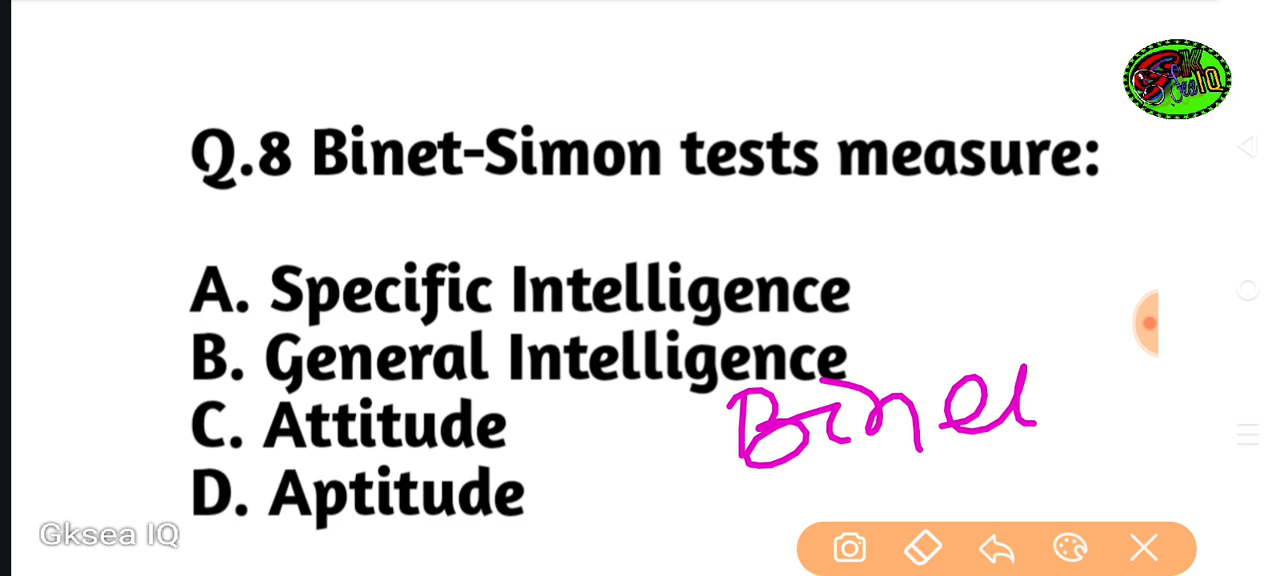 Q.8 Binet-Simon tests measure:
A. Specific Intelligence
B. General Intelligence
C. Attitude
D. Aptitude
Binet
Gksea IQ